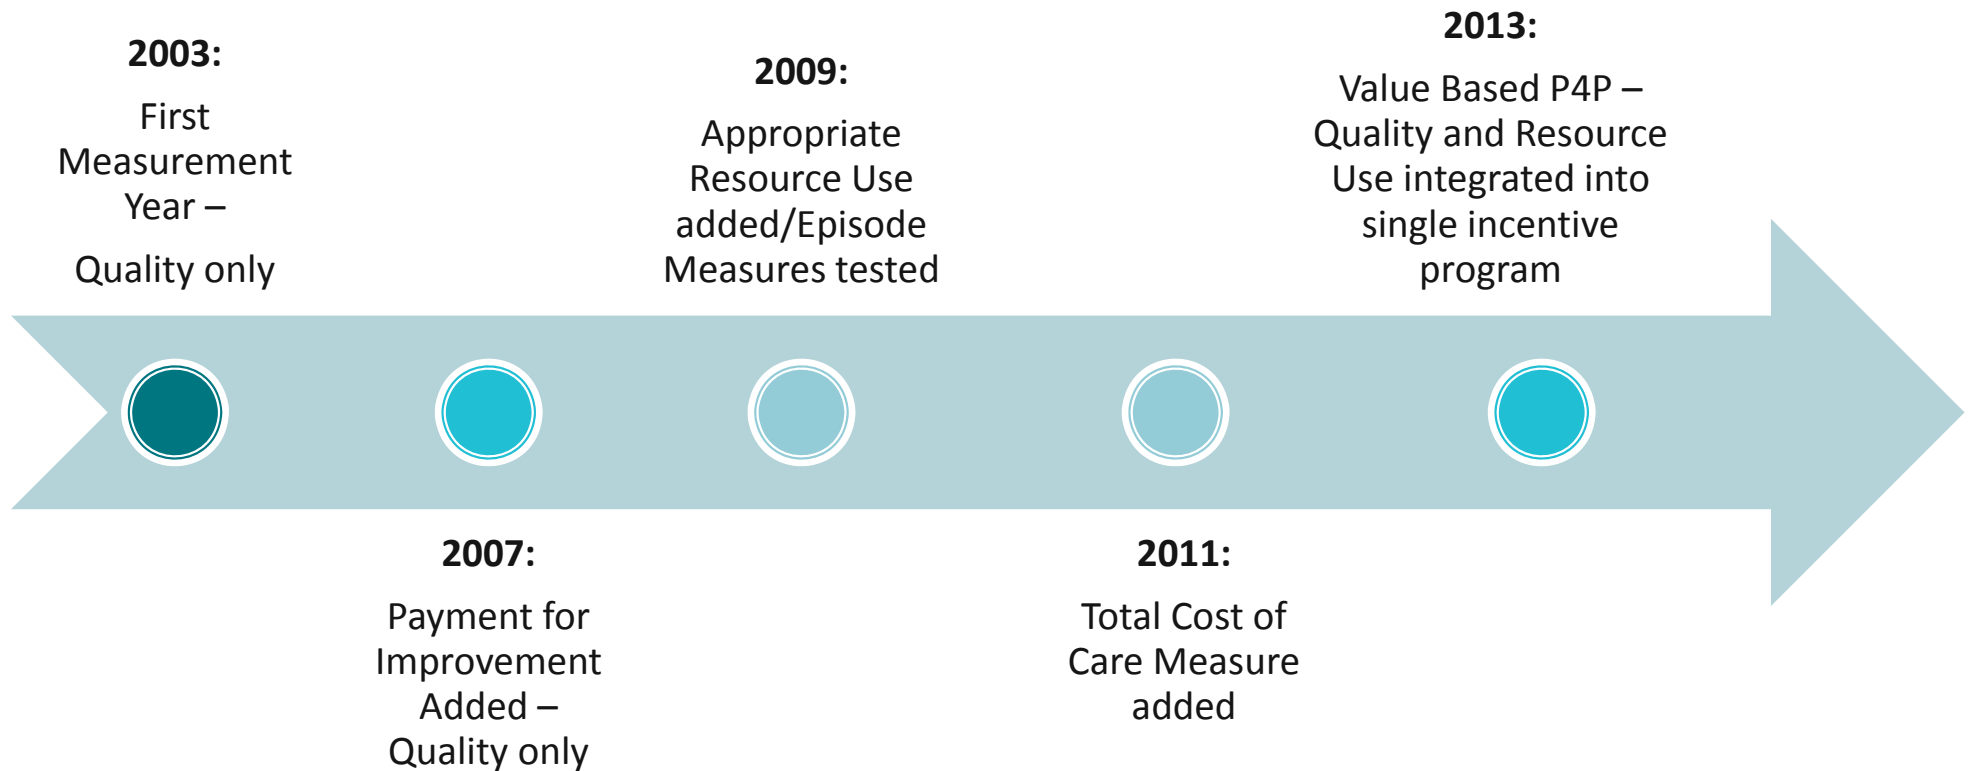 2003:
First
Measurement
Year –
Quality only
2007:
Payment for
Improvement
Added –
Quality only
2009:
Appropriate
Resource Use
added/Episode
Measures tested
2011:
Total Cost of
Care Measure
added
2013:
Value Based P4P –
Quality and Resource
Use integrated into
single incentive
program